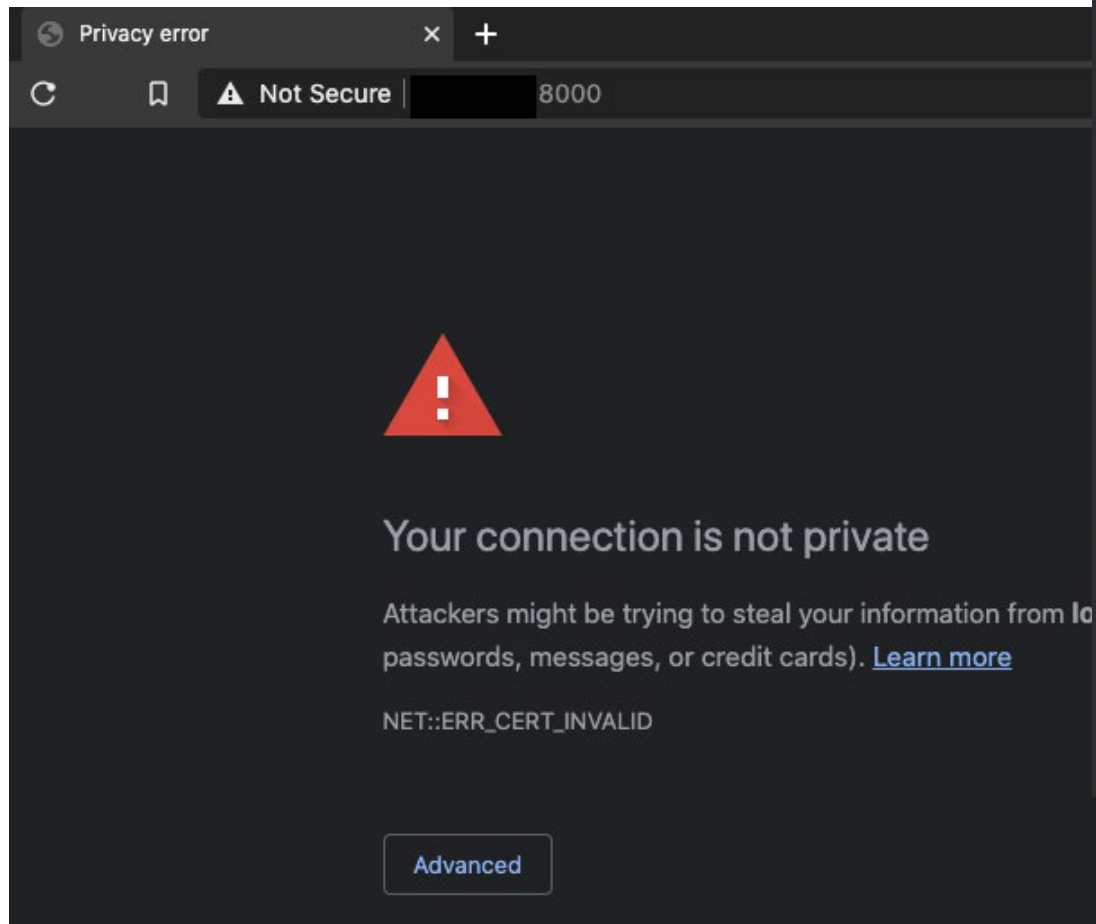 Privacy error
Not Secure 8000
Your connection is not private
Attackers might be trying to steal your information from
passwords, messages, or credit cards). Learn more
NET::ERR_CERT_INVALID
Advanced